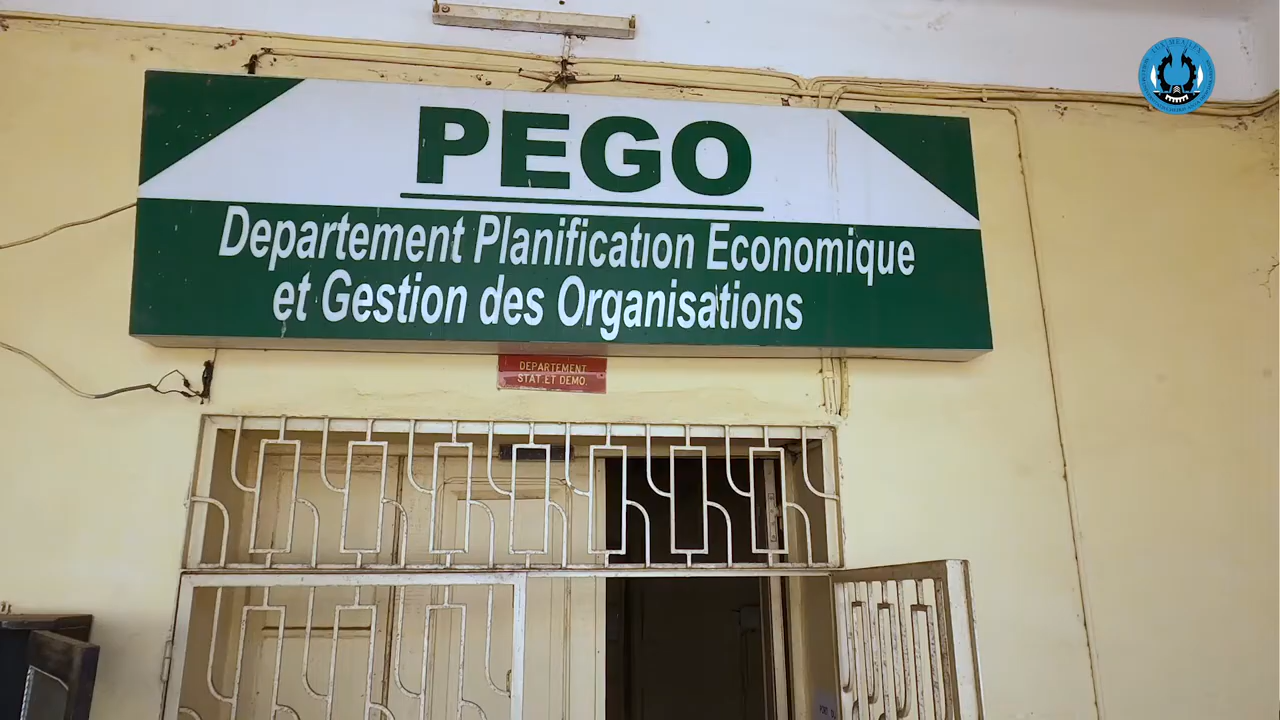 PEGO
Departement Planification Economique
et Gestion des Organisations
DEPARTEMENT
STAT.ET DEMO.